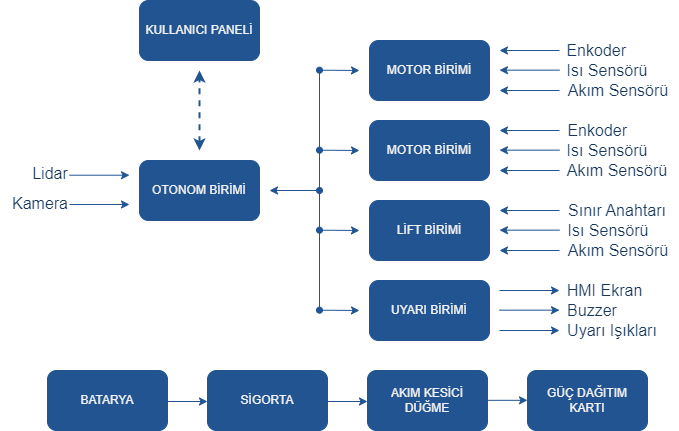 KULLANICI PANELİ
Lidar
Kamera
OTONOM BİRİMİ
MOTOR BİRİMİ
Enkoder
Isı Sensörü
Akım Sensörü
MOTOR BİRİMİ
Enkoder
Isı Sensörü
Akım Sensörü
LİFT BİRİMİ
Sınır Anahtarı
Isı Sensörü
Akım Sensörü
UYARI BİRİMİ
HMI Ekran
Buzzer
Uyarı Işıkları
BATARYA
SİGORTA
AKIM KESİCİ
DÜĞME
GÜÇ DAĞITIM
KARTI